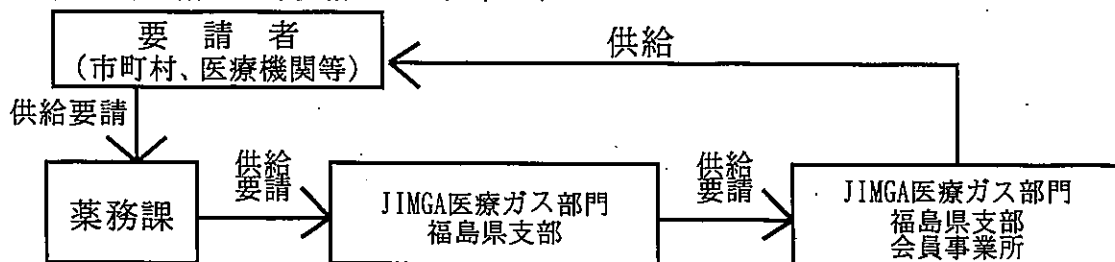 要請者
(市町村、医療機関等)
供給
供給要請
薬務課
供給
要請
JIMGA医療ガス部門
福島県支部
供給
要請
JIMGA医療ガス部門
福島県支部
会員事業所